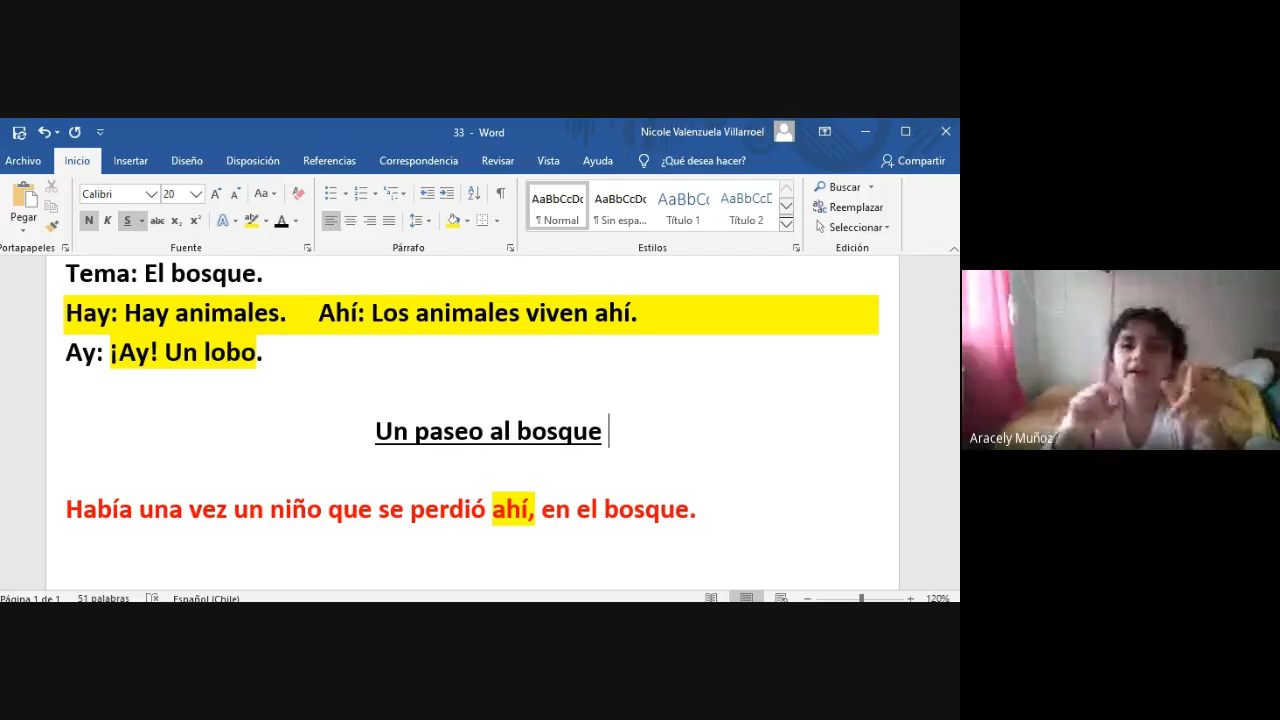 33 - Word
Nicole Valenzuela Villarroel
Archivo Inicio Insertar Diseño Disposición Referencias Correspondencia Revisar Vista Ayuda ¿Qué desea hacer? Compartir
Calibri 20 A A Aa
Pegar
N K S abc x₂ x² A A
AaBbCcDc AaBbCcDc AaBbCc AaBbCcD
¶ Normal ¶ Sin espa... Título 1 Título 2
Buscar
Reemplazar
Seleccionar
Portapapeles Fuente Párrafo Estilos Edición
Tema: El bosque.
Hay: Hay animales. Ahí: Los animales viven ahí.
Ay: ¡Ay! Un lobo.
Un paseo al bosque
Había una vez un niño que se perdió ahí, en el bosque.
Página 1 de 1 51 palabras Español (Chile) 120%
Aracely Muñoz